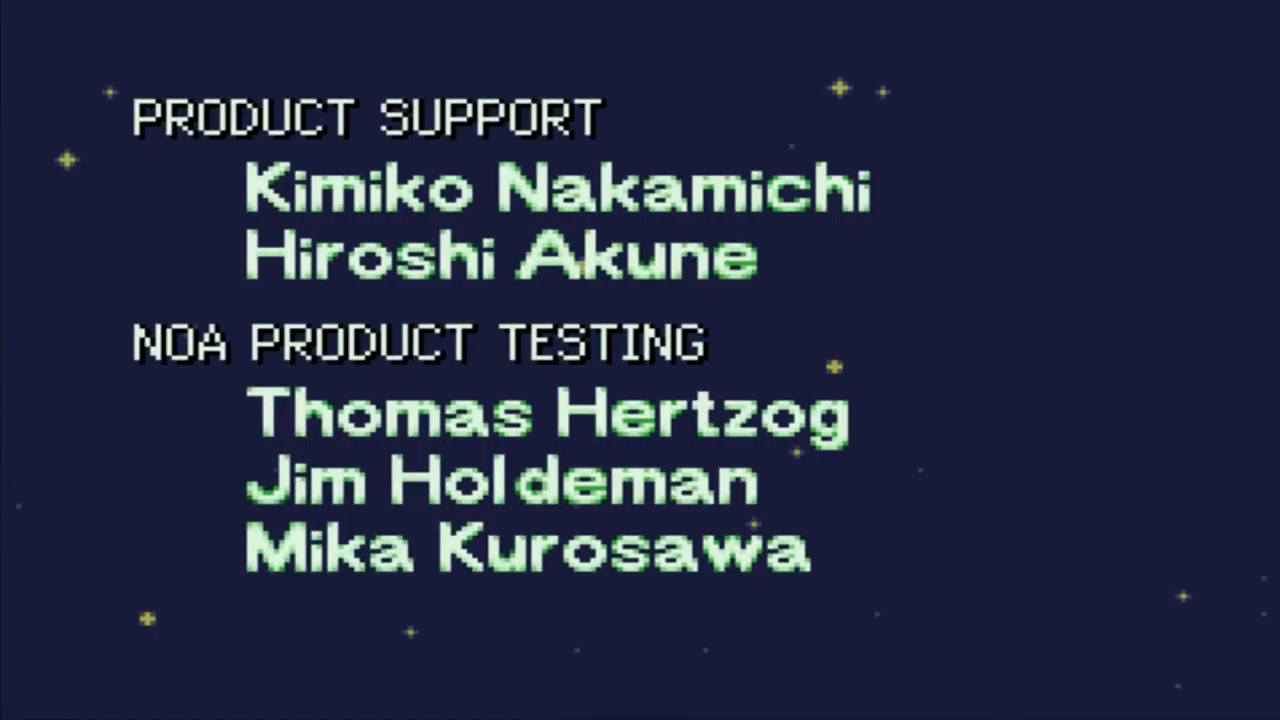 PRODUCT SUPPORT
Kimiko Nakamichi
Hiroshi Akune
NOA PRODUCT TESTING
Thomas Hertzog
Jim Holdeman
Mika Kurosawa